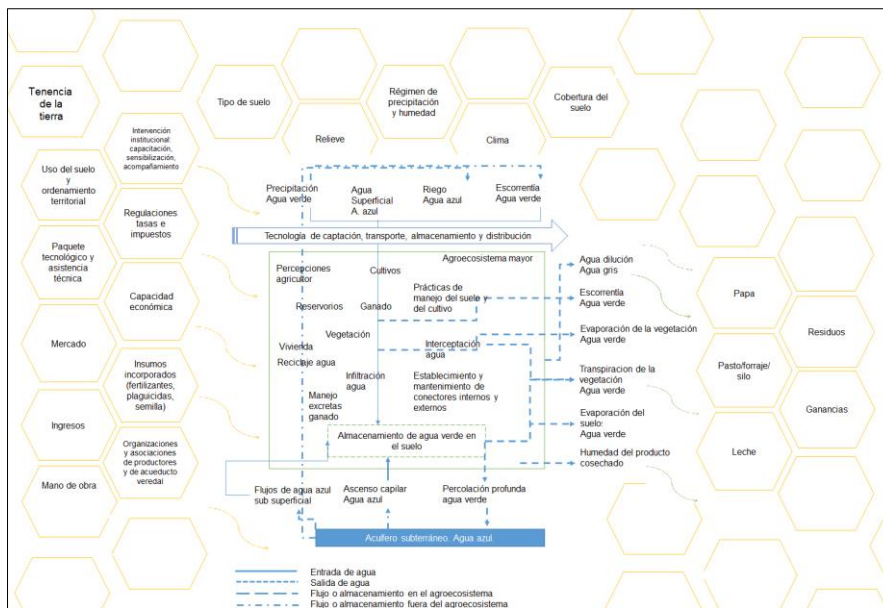 Tenencia
de la
tierra
Intervención
institucional:
capacitación,
sensibilización,
acompañamiento
Uso del suelo
y
ordenamiento
territorial
Regulaciones
tasas e
impuestos
Paquete
tecnológico y
asistencia
técnica
Capacidad
económica
Mercado
Insumos
incorporados
(fertilizantes,
plaguicidas,
semilla)
Ingresos
Organizaciones
y asociaciones
de productores
y de acueducto
veredal
Mano de obra
Tipo de suelo
Relieve
Régimen de
precipitación
y humedad
Clima
Cobertura del
suelo
Precipitación
Agua verde
Agua
Superficial
A. azul
Riego
Agua azul
Escorrentía
Agua verde
Tecnología de captación, transporte, almacenamiento y distribución
Agroecosistema mayor
Percepciones
agricultor
Cultivos
Reservorios
Ganado
Prácticas de
manejo del suelo y
del cultivo
Vegetación
Vivienda
Reciclaje agua
Interceptación
agua
Infiltración
agua
Manejo
excretas
ganado
Establecimiento y
mantenimiento de
conectores internos y
externos
Almacenamiento de agua verde en
el suelo
Flujos de agua azul
sub superficial
Ascenso capilar
Agua azul
Percolación profunda
agua verde
Acuífero subterráneo. Agua azul.
Agua dilución
Agua gris
Escorrentía
Agua verde
Evaporación de la vegetación
Agua verde
Transpiracion de la
vegetación
Agua verde
Evaporación del
suelo
Agua verde
Humedad del producto
cosechado
Papa
Residuos
Pasto/forraje/
silo
Ganancias
Leche
Entrada de agua
Salida de agua
Flujo o almacenamiento en el agroecosistema
Flujo o almacenamiento fuera del agroecosistema